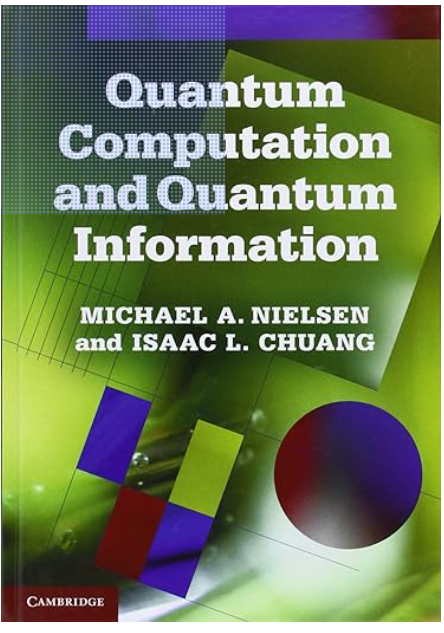 Quantum
Computation
and Quantum
Information
MICHAEL A. NIELSEN
and ISAAC L. CHUANG
CAMBRIDGE